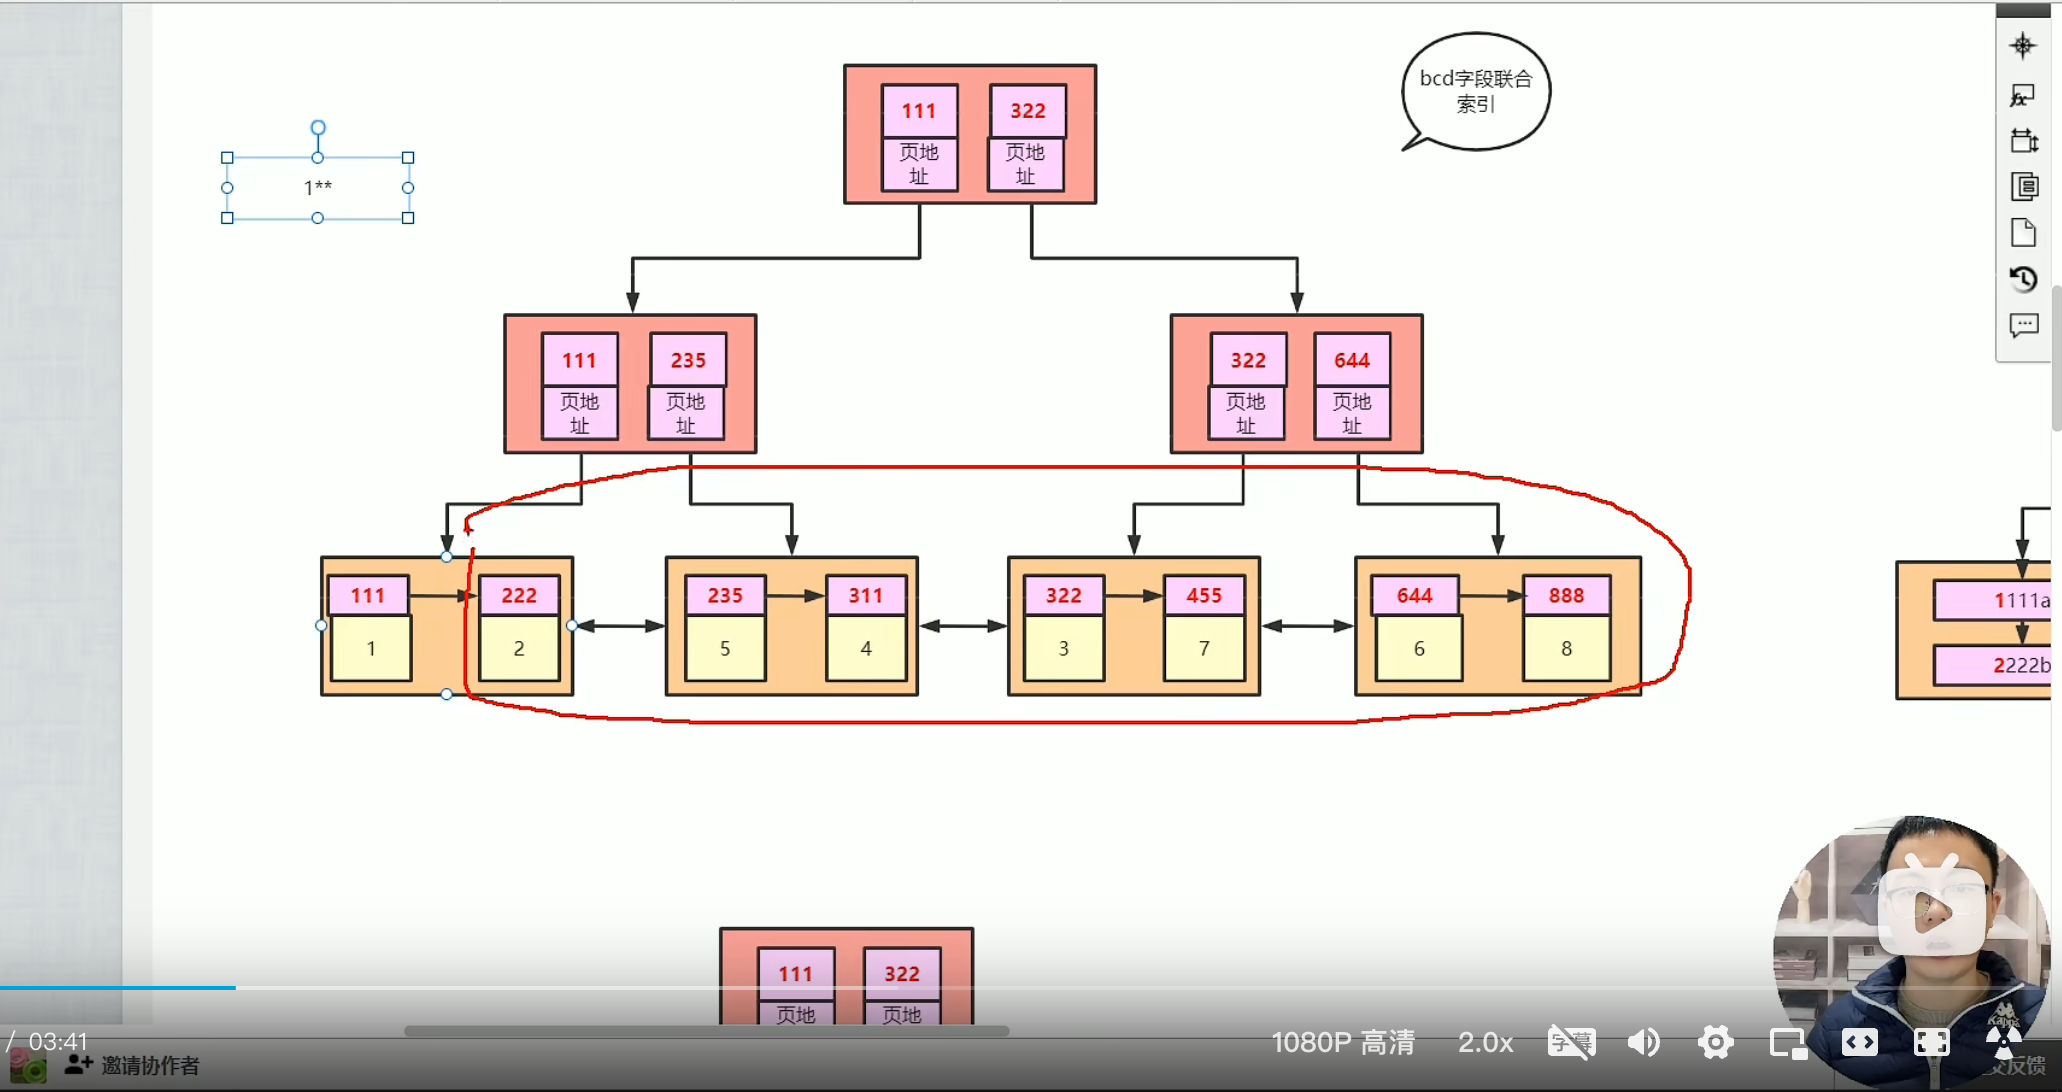 bcd字段联合
索引
1**
111 322
页地
址
页地
址
111 235
页地
址
页地
址
322 644
页地
址
页地
址
111 222
1 2
235 311
5 4
322 455
3 7
644 888
6 8
1111a
2222b
111 322
页地
页地
/ 03:41
1080P 高清
2.0x
字幕
邀请协作者
Kappa
交反馈